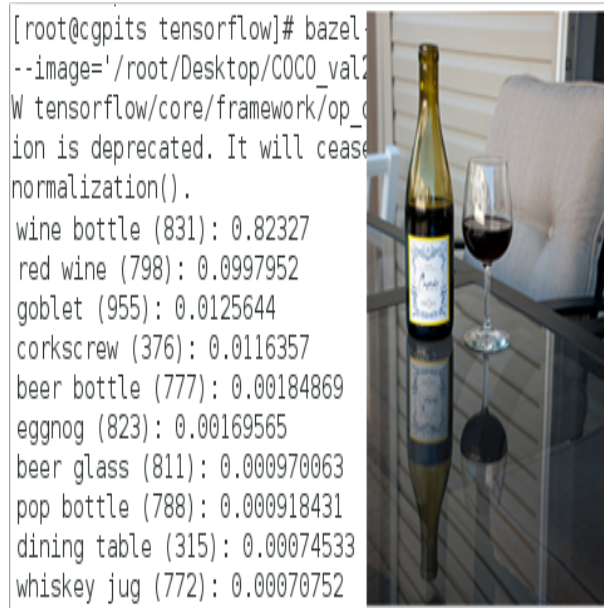 [root@cgpits tensorflow]# bazel-
--image='/root/Desktop/COCO_val2
W tensorflow/core/framework/op_
ion is deprecated. It will cease
normalization().
wine bottle (831): 0.82327
red wine (798): 0.0997952
goblet (955): 0.0125644
corkscrew (376): 0.0116357
beer bottle (777): 0.00184869
eggnog (823): 0.00169565
beer glass (811): 0.000970063
pop bottle (788): 0.000918431
dining table (315): 0.00074533
whiskey jug (772): 0.00070752